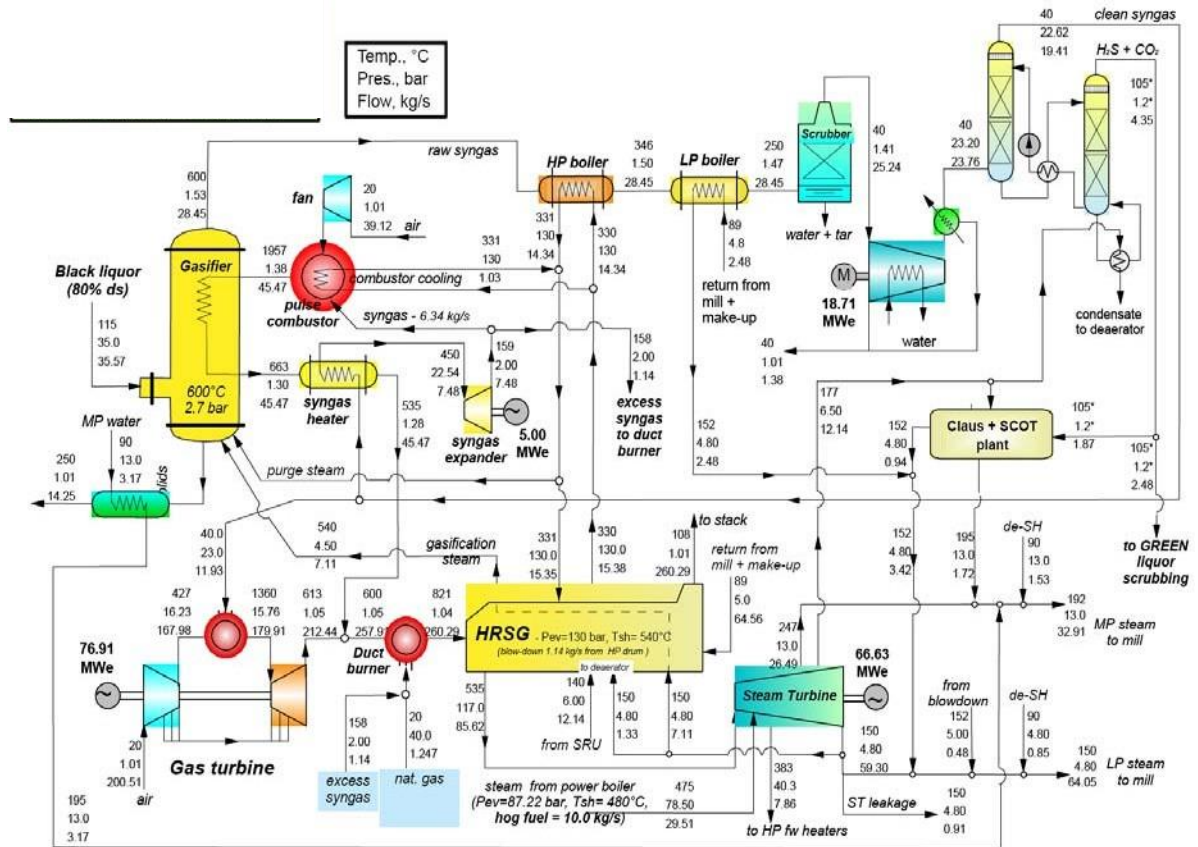 Temp., °C
Pres., bar
Flow, kg/s
40
22.62
19.41
clean syngas
H₂S + CO₂
105*
1.2*
4.35
raw syngas
600
1.53
28.45
fan
20
1.01
39.12
air
HP boiler
346
1.50
28.45
LP boiler
250
1.47
28.45
Scrubber
40
1.41
25.24
40
23.20
23.76
water + tar
Gasifier
1957
1.38
45.47
pulse
combustor
combustor cooling
331
130
1.03
331
130
14.34
330
130
14.34
89
4.8
2.48
return from
mill +
make-up
M
18.71
MWe
water
40
1.01
1.38
condensate
to deaerator
Black liquor
(80% ds)
115
35.0
35.57
600°C
2.7 bar
syngas - 6.34 kg/s
663
1.30
45.47
syngas
heater
450
22.54
7.48
159
2.00
7.48
syngas
expander
5.00
MWe
158
2.00
1.14
excess
syngas
to duct
burner
535
1.28
45.47
177
6.50
12.14
Claus + SCOT
plant
105*
1.2*
1.87
105*
1.2*
2.48
to GREEN
liquor
scrubbing
152
4.80
2.48
152
4.80
0.94
152
4.80
3.42
MP water
90
13.0
3.17
olids
250
1.01
14.25
purge steam
540
4.50
7.11
gasification
steam
331
130.0
15.35
330
130.0
15.38
to stack
108
1.01
260.29
return from
mill + make-up
89
5.0
64.56
195
13.0
1.72
de-SH
90
13.0
1.53
192
13.0
32.91
MP steam
to mill
40.0
23.0
11.93
427
16.23
167.98
1360
15.76
179.91
613
1.05
212.44
600
1.05
257.91
821
1.04
260.29
Duct
burner
HRSG - Pev=130 bar, Tsh= 540°C
(blow-down 1.14 kg/s from HP drum)
to deaerator
76.91
MWe
20
1.01
200.51
air
Gas turbine
158
2.00
1.14
excess
syngas
20
40.0
1.247
nat. gas
535
117.0
85.62
140
6.00
12.14
from SRU
150
4.80
1.33
150
4.80
7.11
247
13.0
26.49
Steam Turbine
66.63
MWe
150
4.80
59.30
from
blowdown
152
5.00
0.48
de-SH
90
4.80
0.85
150
4.80
64.05
LP steam
to mill
steam from power boiler
(Pev=87.22 bar, Tsh= 480°C,
hog fuel = 10.0 kg/s)
475
78.50
29.51
383
40.3
7.86
to HP fw heaters
ST leakage
150
4.80
0.91
195
13.0
3.17